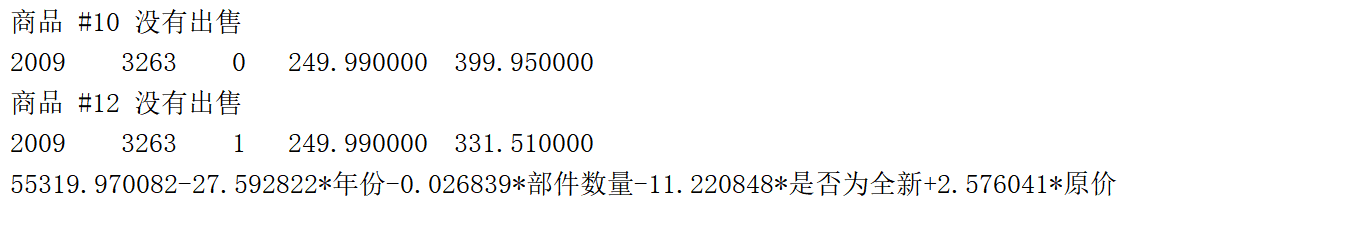 商品 #10 没有出售
2009    3263    0   249.990000  399.950000
商品 #12 没有出售
2009    3263    1   249.990000  331.510000
55319.970082-27.592822*年份-0.026839*部件数量-11.220848*是否为全新+2.576041*原价